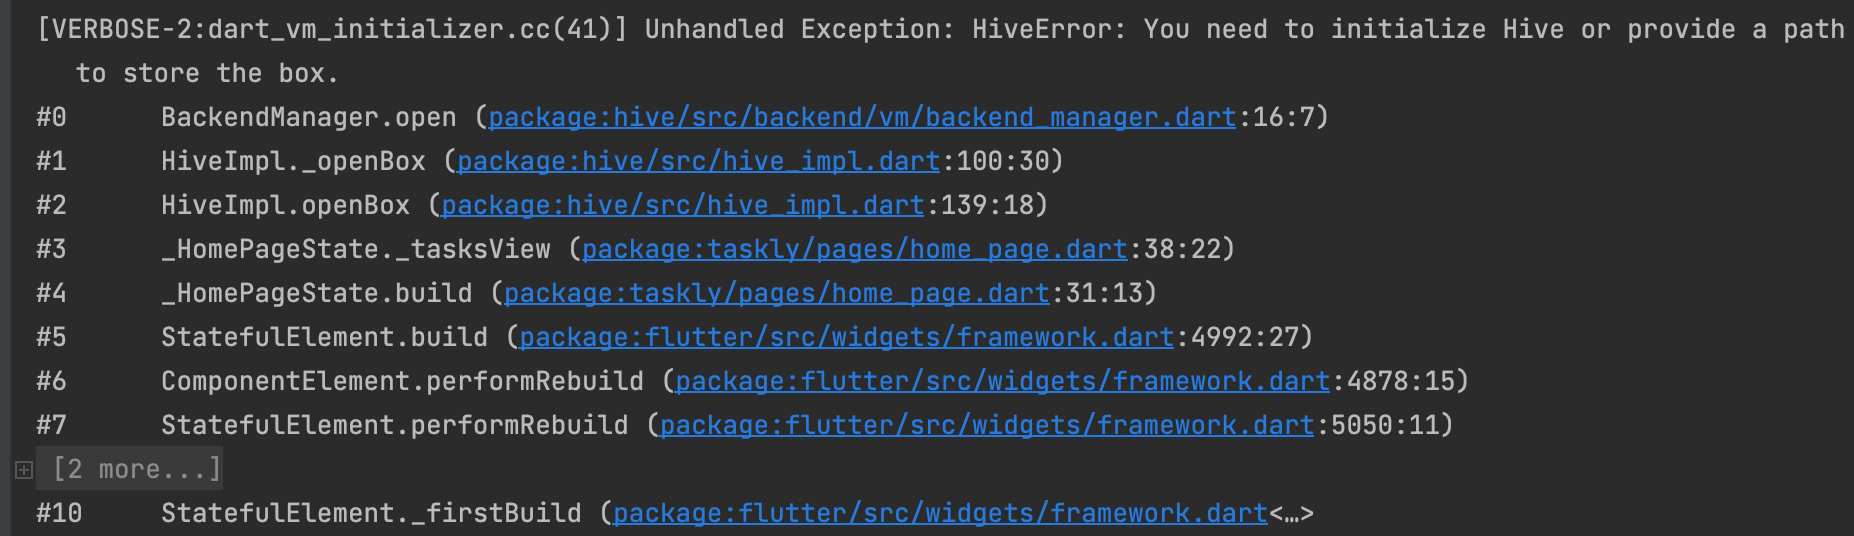 [VERBOSE-2:dart_vm_initializer.cc(41)] Unhandled Exception: HiveError: You need to initialize Hive or provide a path
to store the box.
#0 BackendManager.open (package:hive/src/backend/vm/backend_manager.dart:16:7)
#1 HiveImpl._openBox (package:hive/src/hive_impl.dart:100:30)
#2 HiveImpl.openBox (package:hive/src/hive_impl.dart:139:18)
#3 _HomePageState._tasksView (package:taskly/pages/home_page.dart:38:22)
#4 _HomePageState.build (package:taskly/pages/home_page.dart:31:13)
#5 StatefulElement.build (package:flutter/src/widgets/framework.dart:4992:27)
#6 ComponentElement.performRebuild (package:flutter/src/widgets/framework.dart:4878:15)
#7 StatefulElement.performRebuild (package:flutter/src/widgets/framework.dart:5050:11)
[2 more...]
#10 StatefulElement._firstBuild (package:flutter/src/widgets/framework.dart<…>